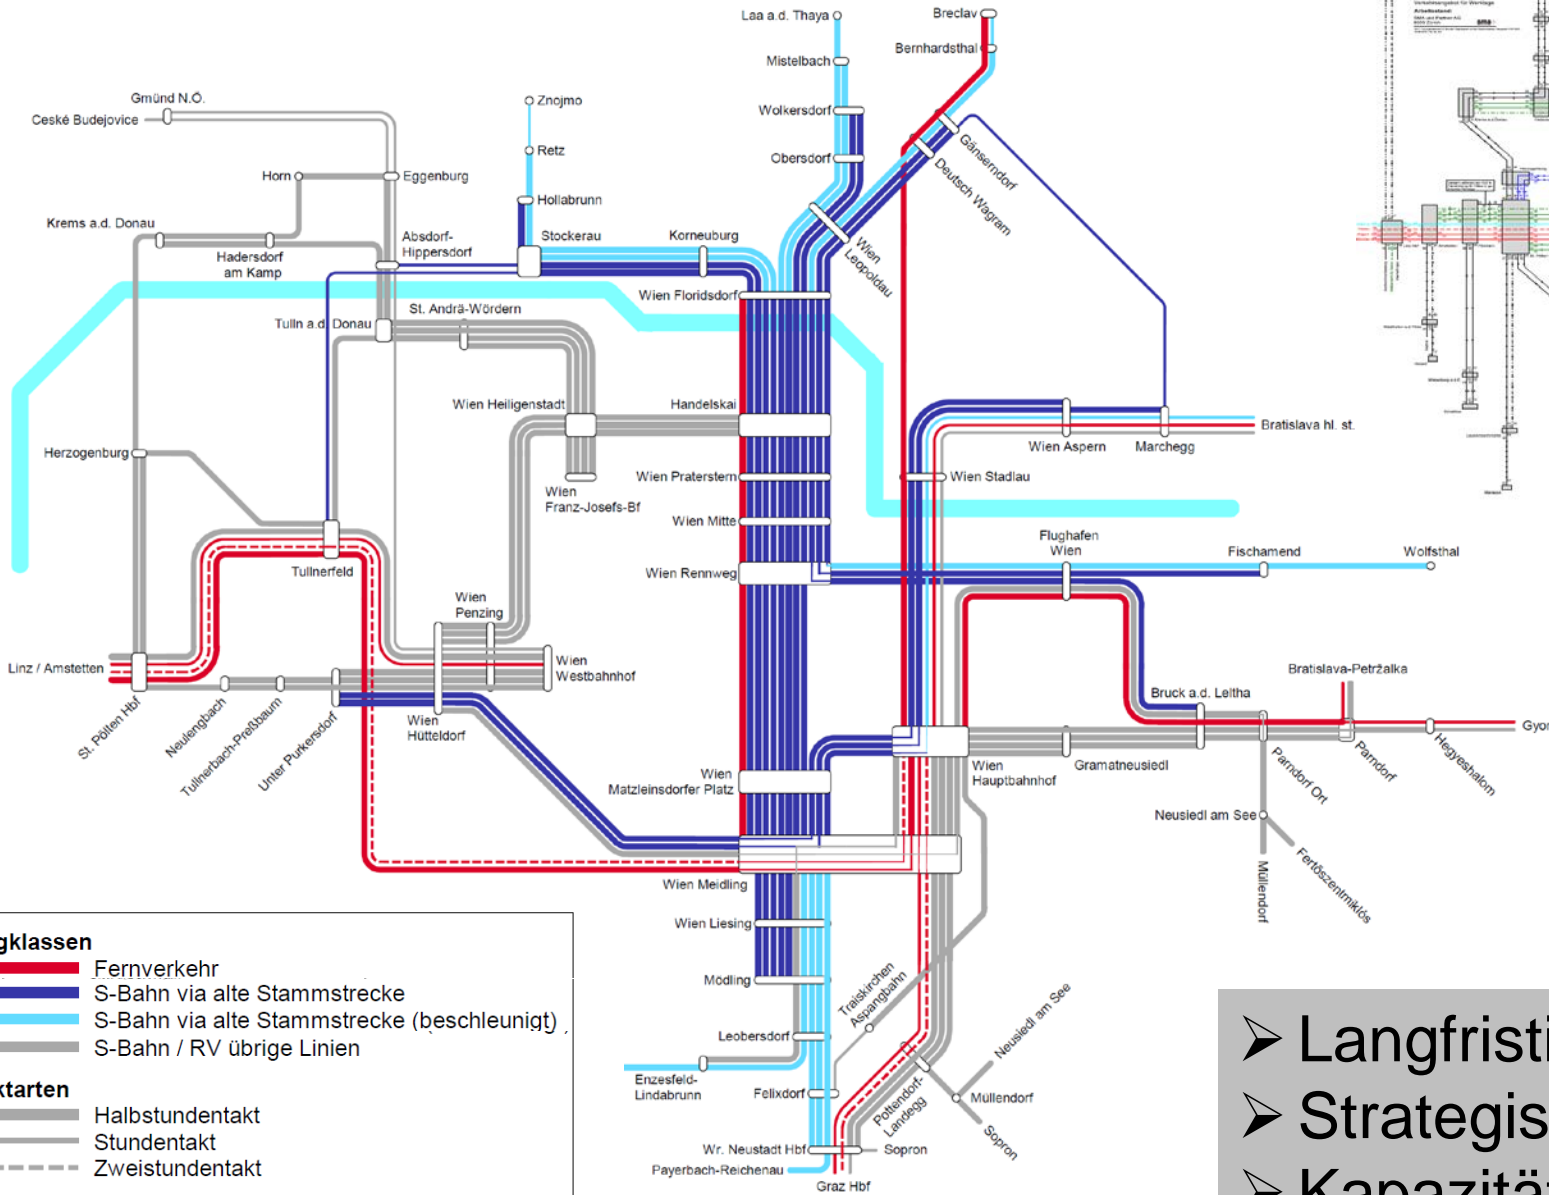 Laa a.d. Thaya
Breclav
Bernhardsthal
Mistelbach
Gmünd N.Ö.
Ceské Budejovice
Znojmo
Wolkersdorf
Retz
Obersdorf
Gänserndorf
Deutsch Wagram
Horn
Eggenburg
Hollabrunn
Krems a.d. Donau
Absdorf-
Hippersdorf
Stockerau
Korneuburg
Wien
Leopoldau
Hadersdorf
am Kamp
Wien Floridsdorf
St. Andrä-Wördern
Tulln a.d. Donau
Wien Heiligenstadt
Handelskai
Bratislava hl. st.
Wien Aspern
Marchegg
Herzogenburg
Wien Praterstern
Wien Stadlau
Wien
Franz-Josefs-Bf
Wien Mitte
Flughafen
Wien
Fischamend
Wolfsthal
Tullnerfeld
Wien Rennweg
Wien
Penzing
Linz / Amstetten
Wien
Westbahnhof
Bratislava-Petržalka
St. Pölten Hbf
Neulengbach
Tullnerbach-Preßbaum
Unter Purkersdorf
Wien
Hütteldorf
Bruck a.d. Leitha
Gyor
Wien
Hauptbahnhof
Gramatneusiedl
Parndorf Ort
Parndorf
Hegyeshalom
Wien
Matzleinsdorfer Platz
Neusiedl am See
Müllendorf
Fertőszentmiklós
Wien Meidling
Wien Liesing
Mödling
Traiskirchen
Aspangbahn
Neusiedl am See
Leobersdorf
Enzesfeld-
Lindabrunn
Felixdorf
Pottendorf-
Landegg
Müllendorf
Sopron
Wr. Neustadt Hbf
Sopron
Payerbach-Reichenau
Graz Hbf
gklassen
Fernverkehr
S-Bahn via alte Stammstrecke
S-Bahn via alte Stammstrecke (beschleunigt)
S-Bahn / RV übrige Linien
ktarten
Halbstundentakt
Stundentakt
Zweistundentakt
➢ Langfristi
➢ Strategis
➢ Kapazität